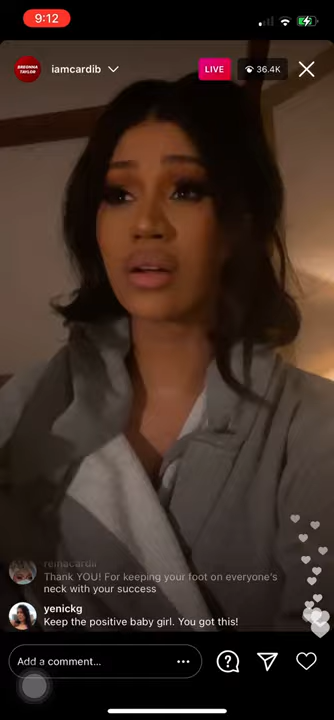 9:12
BREONNA
TAYLOR
iamcardib
LIVE
36.4K
remacardii
Thank YOU! For keeping your foot on everyone's
neck with your success
yenickg
Keep the positive baby girl. You got this!
Add a comment...